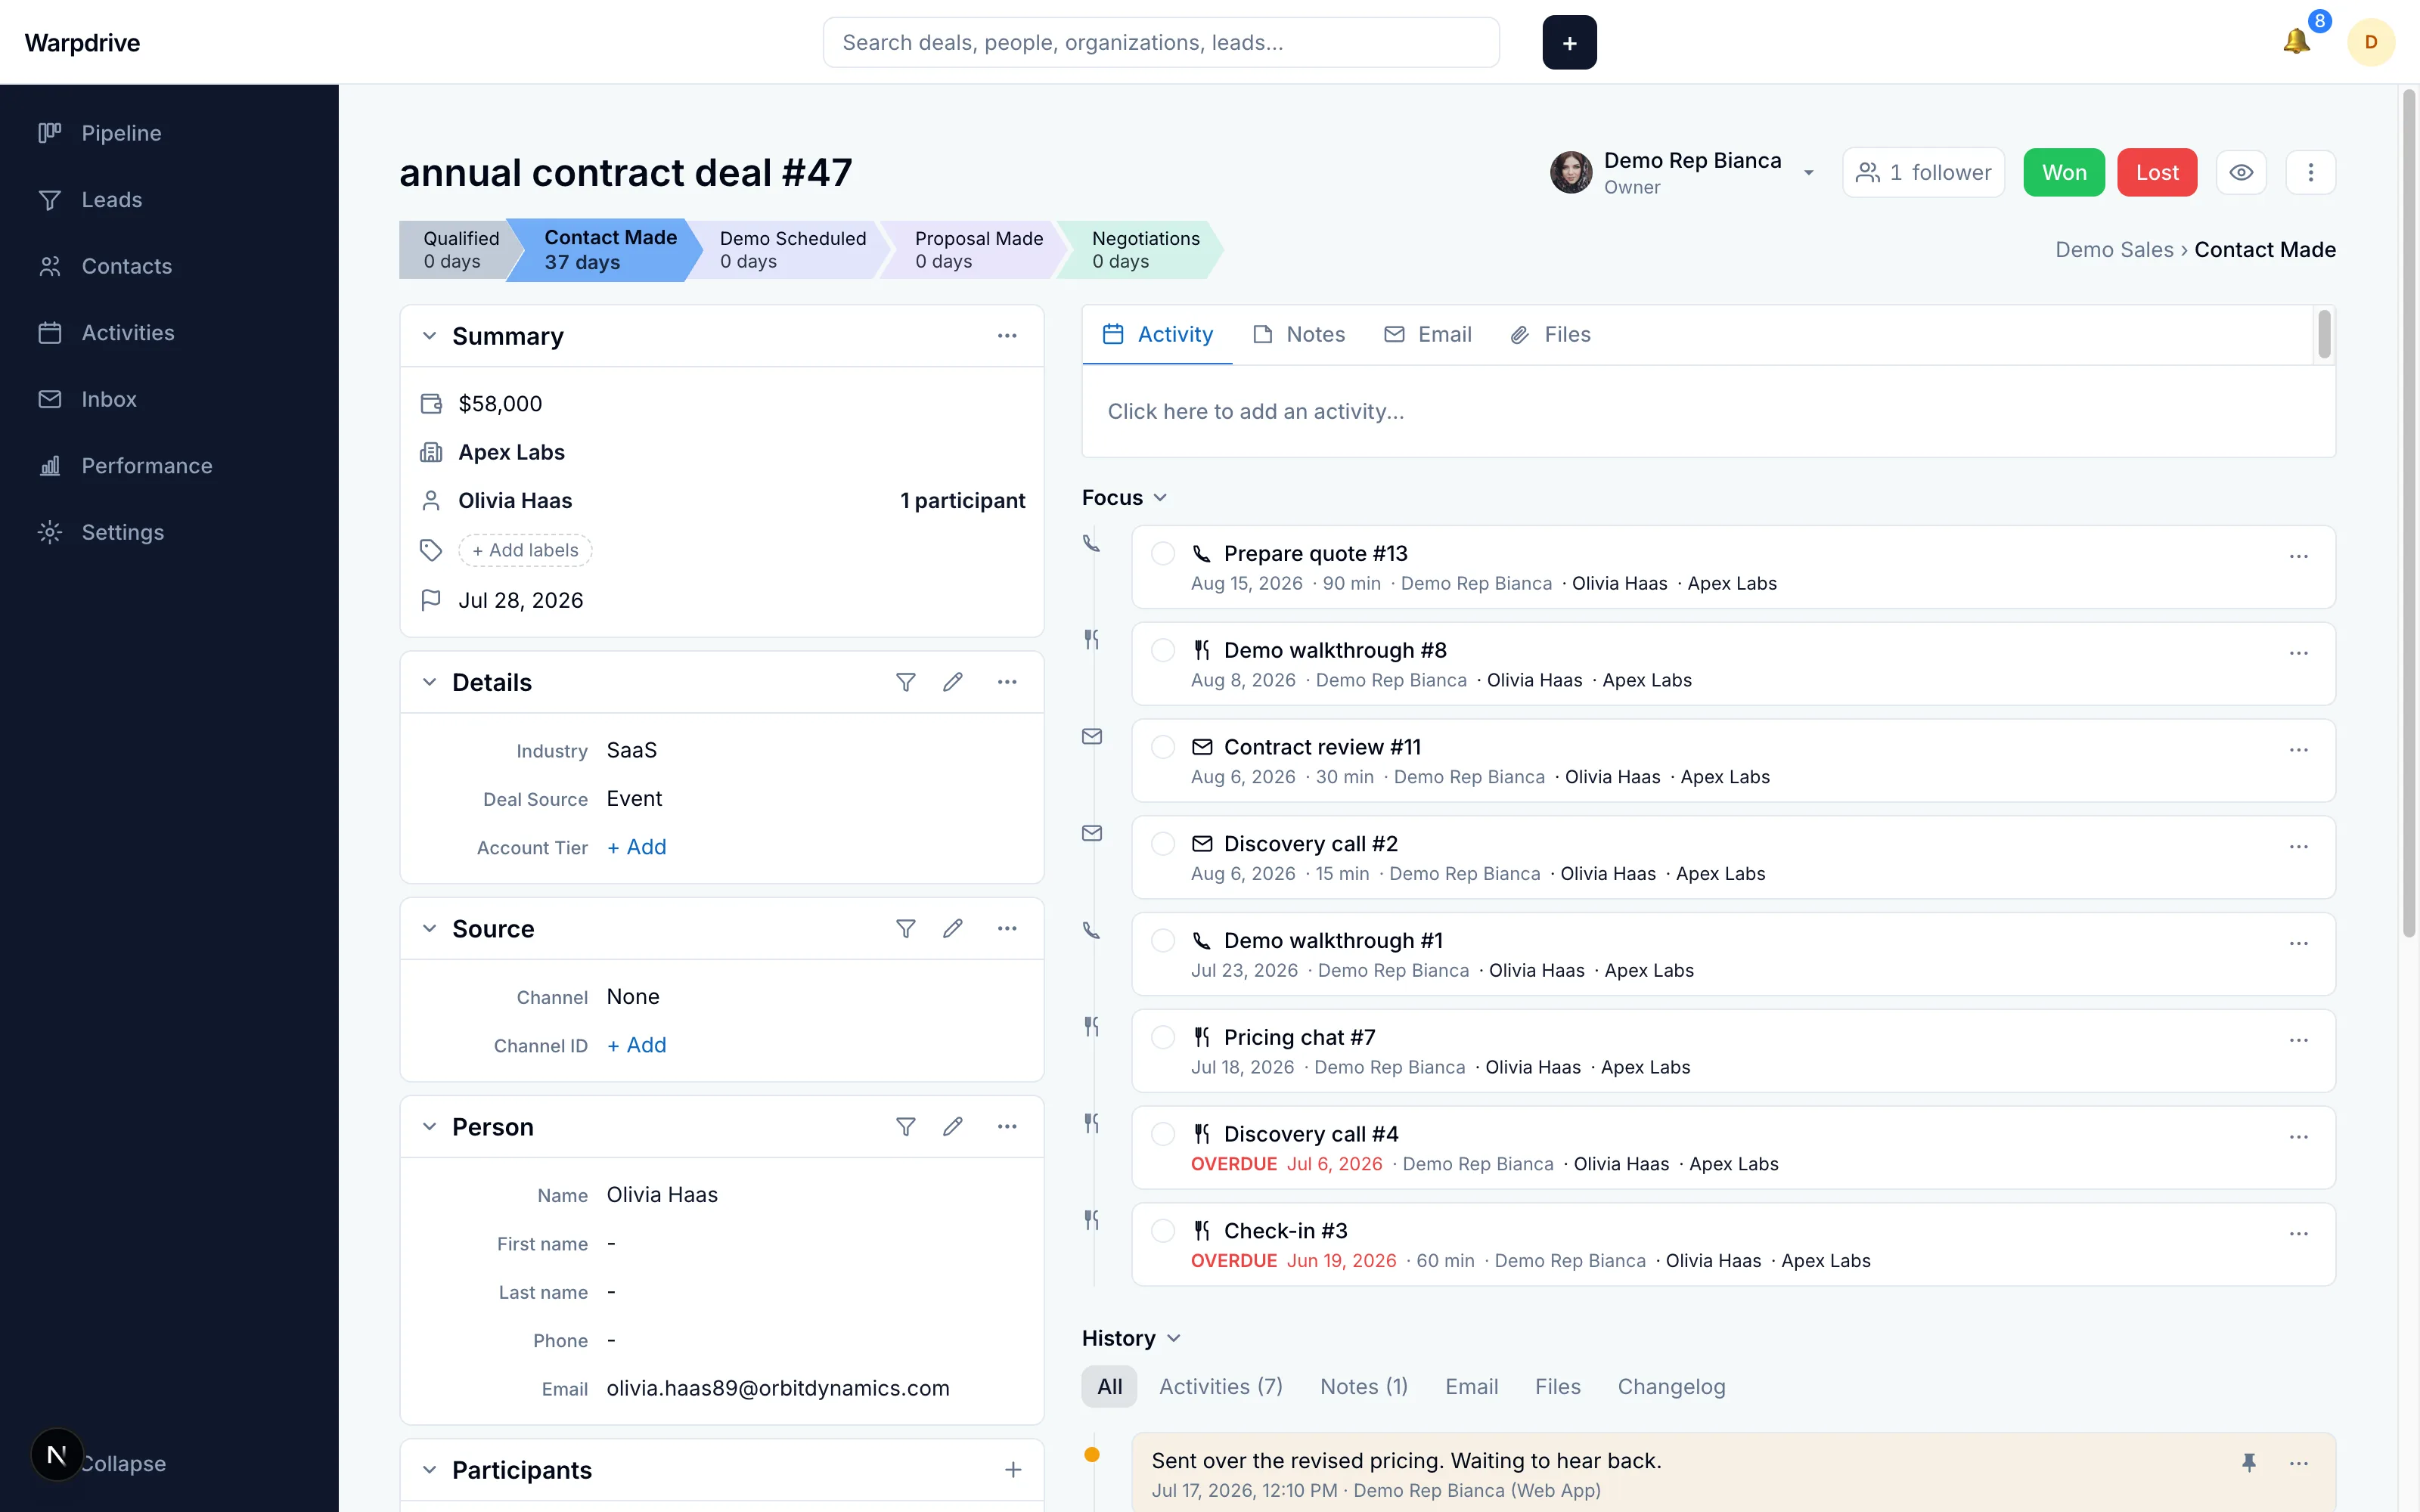 Warpdrive
Search deals, people, organizations, leads...
+
8
D
Pipeline
Leads
Contacts
Activities
Inbox
Performance
Settings
N
Collapse
annual contract deal #47
Demo Rep Bianca
Owner
1 follower
Won
Lost
Qualified
0 days
Contact Made
37 days
Demo Scheduled
0 days
Proposal Made
0 days
Negotiations
0 days
Demo Sales › Contact Made
Summary
$58,000
Apex Labs
Olivia Haas
1 participant
+ Add labels
Jul 28, 2026
Details
Industry SaaS
Deal Source Event
Account Tier + Add
Source
Channel None
Channel ID + Add
Person
Name Olivia Haas
First name -
Last name -
Phone -
Email olivia.haas89@orbitdynamics.com
Participants
Activity
Notes
Email
Files
Click here to add an activity...
Focus
Prepare quote #13
Aug 15, 2026 · 90 min · Demo Rep Bianca · Olivia Haas · Apex Labs
Demo walkthrough #8
Aug 8, 2026 · Demo Rep Bianca · Olivia Haas · Apex Labs
Contract review #11
Aug 6, 2026 · 30 min · Demo Rep Bianca · Olivia Haas · Apex Labs
Discovery call #2
Aug 6, 2026 · 15 min · Demo Rep Bianca · Olivia Haas · Apex Labs
Demo walkthrough #1
Jul 23, 2026 · Demo Rep Bianca · Olivia Haas · Apex Labs
Pricing chat #7
Jul 18, 2026 · Demo Rep Bianca · Olivia Haas · Apex Labs
Discovery call #4
OVERDUE Jul 6, 2026 · Demo Rep Bianca · Olivia Haas · Apex Labs
Check-in #3
OVERDUE Jun 19, 2026 · 60 min · Demo Rep Bianca · Olivia Haas · Apex Labs
History
All
Activities (7)
Notes (1)
Email
Files
Changelog
Sent over the revised pricing. Waiting to hear back.
Jul 17, 2026, 12:10 PM · Demo Rep Bianca (Web App)